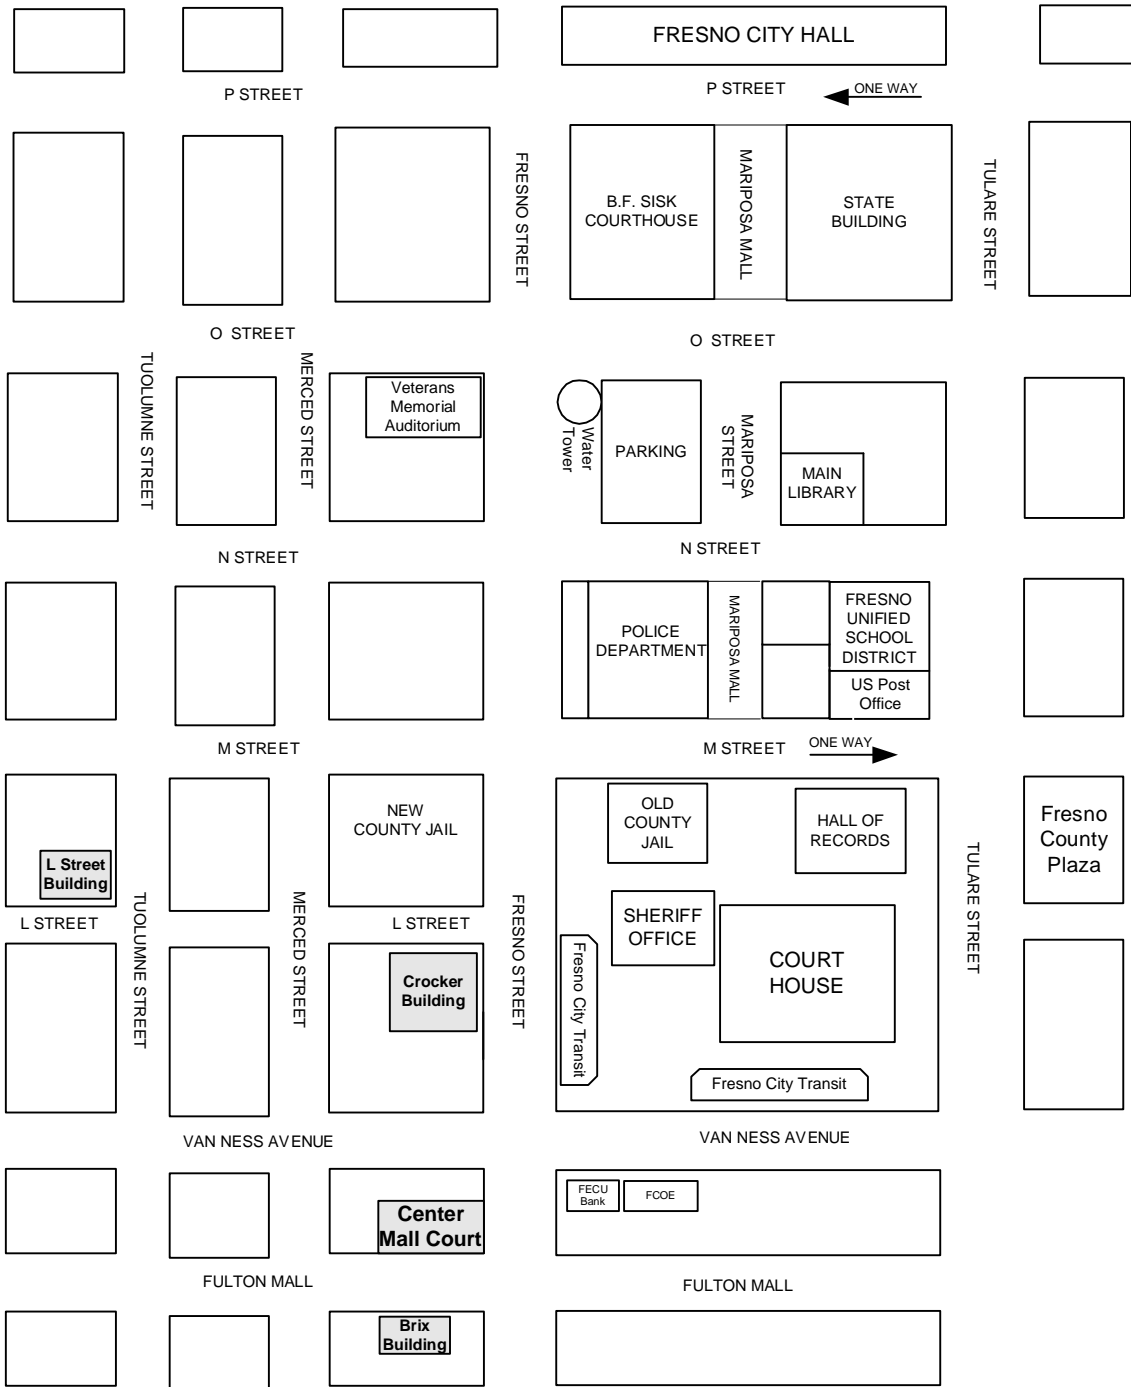 FRESNO CITY HALL
P STREET
P STREET
ONE WAY
FRESNO STREET
B.F. SISK
COURTHOUSE
MARIPOSA MALL
STATE
BUILDING
TULARE STREET
O STREET
O STREET
TUOLUMNE STREET
MERCED STREET
Veterans
Memorial
Auditorium
Water
Tower
PARKING
MARIPOSA
STREET
MAIN
LIBRARY
N STREET
N STREET
POLICE
DEPARTMENT
MARIPOSA MALL
FRESNO
UNIFIED
SCHOOL
DISTRICT
US Post
Office
M STREET
M STREET
ONE WAY
L Street
Building
NEW
COUNTY JAIL
OLD
COUNTY
JAIL
HALL OF
RECORDS
Fresno
County
Plaza
L STREET
TUOLUMNE STREET
MERCED STREET
L STREET
FRESNO STREET
SHERIFF
OFFICE
COURT
HOUSE
TULARE STREET
Crocker
Building
Fresno City Transit
Fresno City Transit
VAN NESS AVENUE
VAN NESS AVENUE
Center
Mall Court
FECU
Bank
FCOE
FULTON MALL
FULTON MALL
Brix
Building